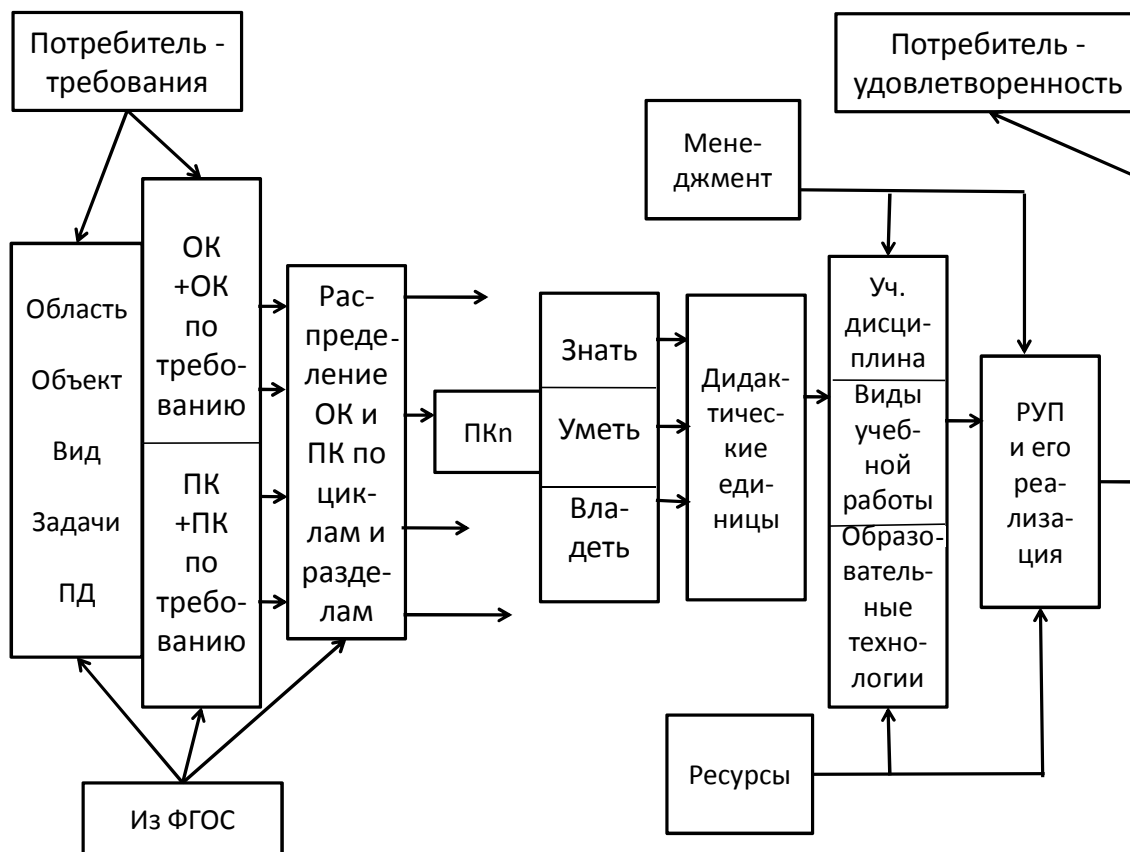 Потребитель -
требования
Потребитель -
удовлетворенность
Мене-
джмент
Область
Объект
Вид
Задачи
ПД
ОК
+ОК
по
требо-
ванию
ПК
+ПК
по
требо-
ванию
Рас-
преде-
ление
ОК и
ПК по
цик-
лам и
разде-
лам
ПКn
Знать
Уметь
Вла-
деть
Дидак-
тичес-
кие
еди-
ницы
Уч.
дисци-
плина
Виды
учеб-
ной
работы
Образо-
ватель-
ные
техно-
логии
РУП
и его
реа-
лиза-
ция
Ресурсы
Из ФГОС